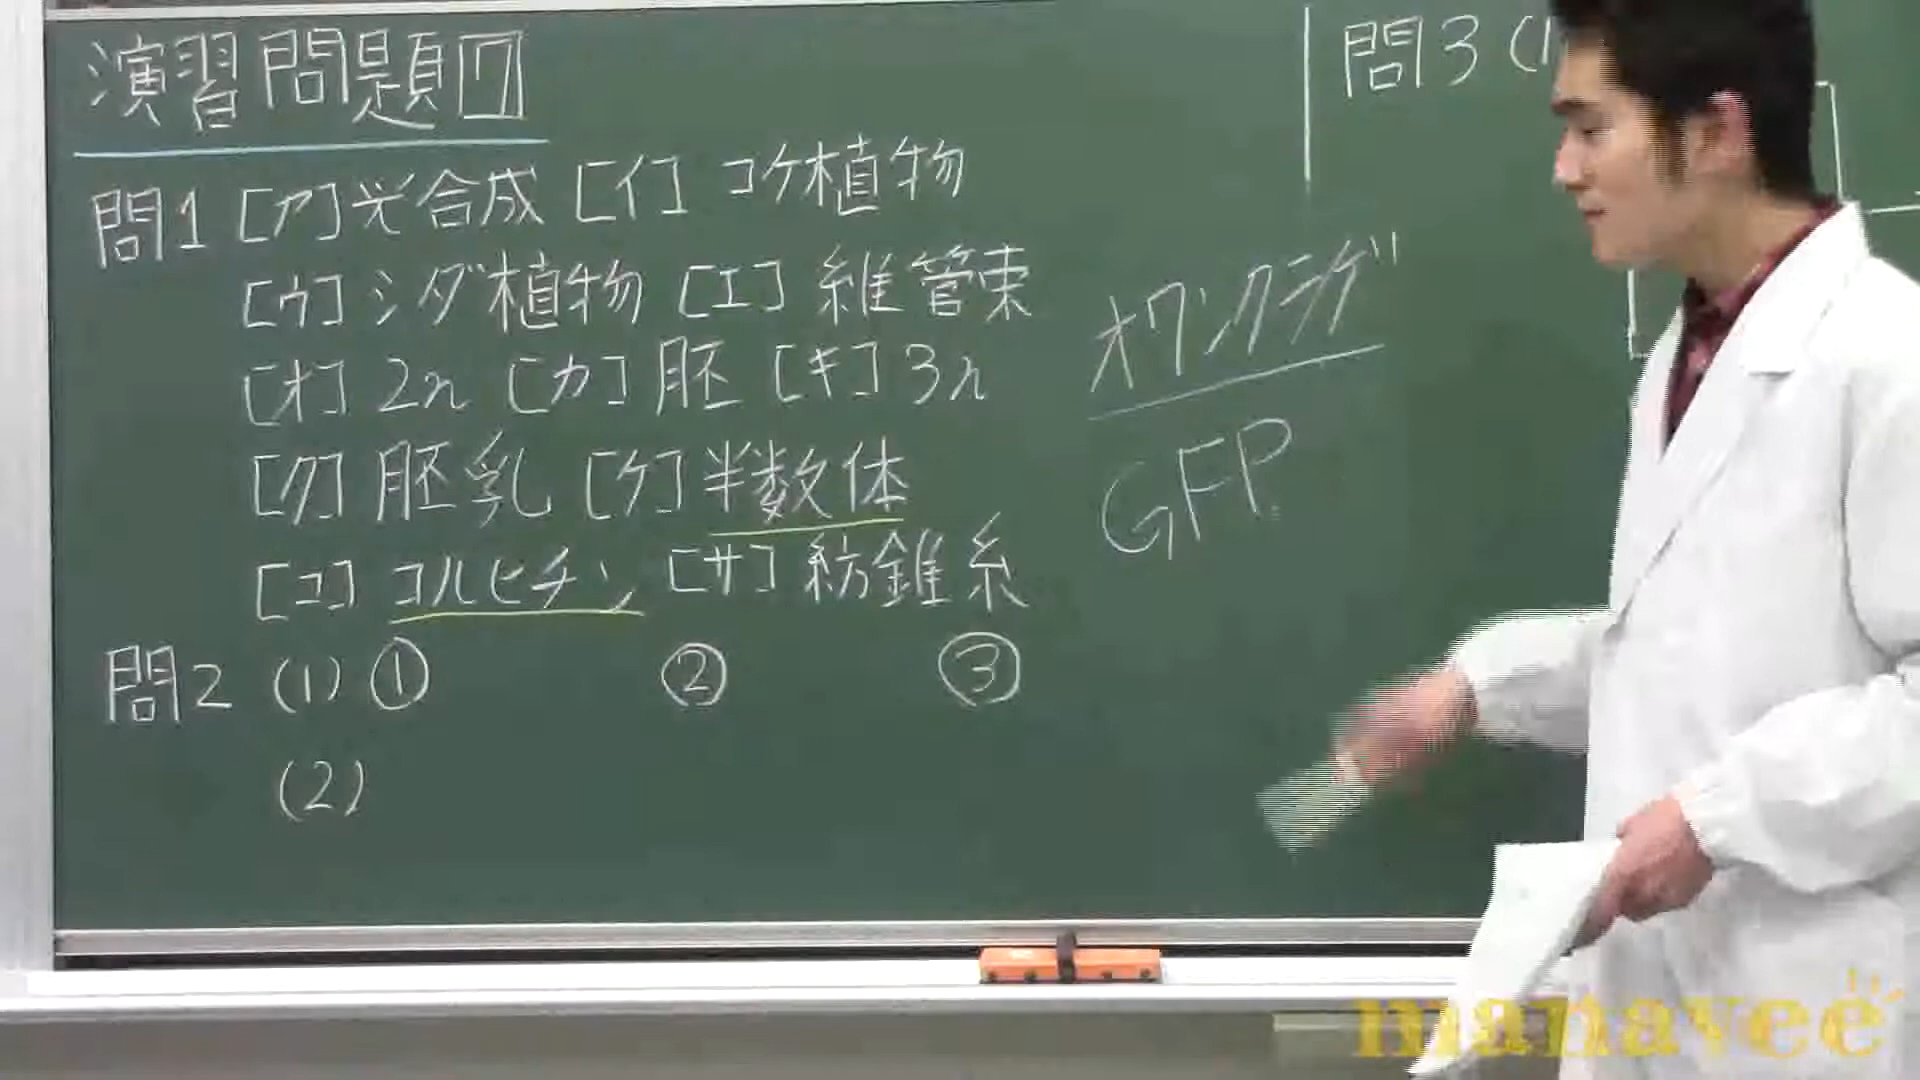 演習問題17
問1 [ア]光合成 [イ]コケ植物
[ウ]シダ植物 [エ]維管束
[オ]2n [カ]胚 [キ]3n
[ク]胚乳 [ケ]半数体
[コ]コルヒチン [サ]紡錘糸
問2 (1)① ② ③
(2)
オワンクラゲ
GFP
問3 (1
manavee